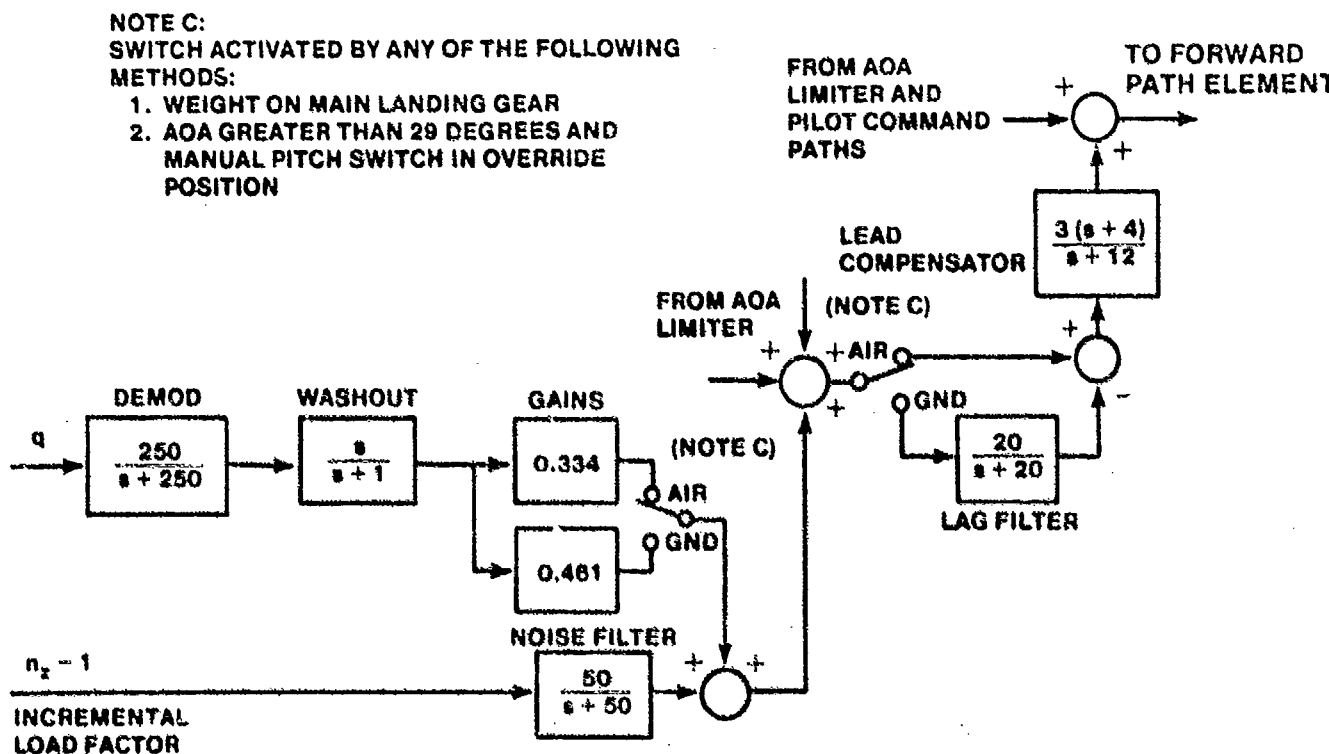 NOTE C:
SWITCH ACTIVATED BY ANY OF THE FOLLOWING
METHODS:
1. WEIGHT ON MAIN LANDING GEAR
2. AOA GREATER THAN 29 DEGREES AND
MANUAL PITCH SWITCH IN OVERRIDE
POSITION
FROM AOA
LIMITER AND
PILOT COMMAND
PATHS
+
+
TO FORWARD
PATH ELEMENT
LEAD
COMPENSATOR
3 (s + 4)
s + 12
FROM AOA
LIMITER
(NOTE C)
+
+
+
AIR
GND
+
-
20
s + 20
LAG FILTER
DEMOD
q
250
s + 250
WASHOUT
s
s + 1
GAINS
0.334
0.461
(NOTE C)
AIR
GND
NOISE FILTER
n_z - 1
50
s + 50
+
+
INCREMENTAL
LOAD FACTOR